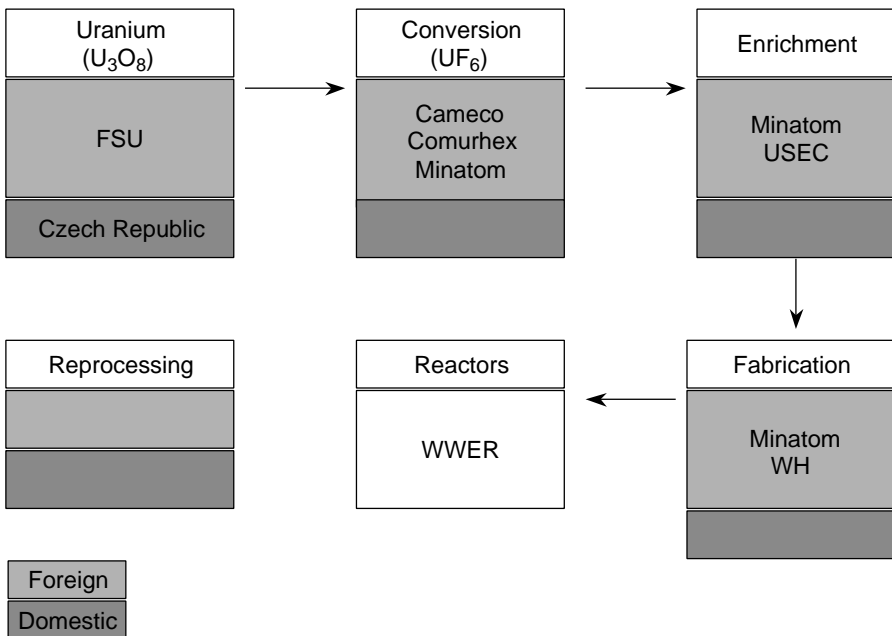 Uranium
(U₃O₈)
Conversion
(UF₆)
Enrichment
FSU
Cameco
Comurhex
Minatom
Minatom
USEC
Czech Republic
Reprocessing
Reactors
Fabrication
WWER
Minatom
WH
Foreign
Domestic